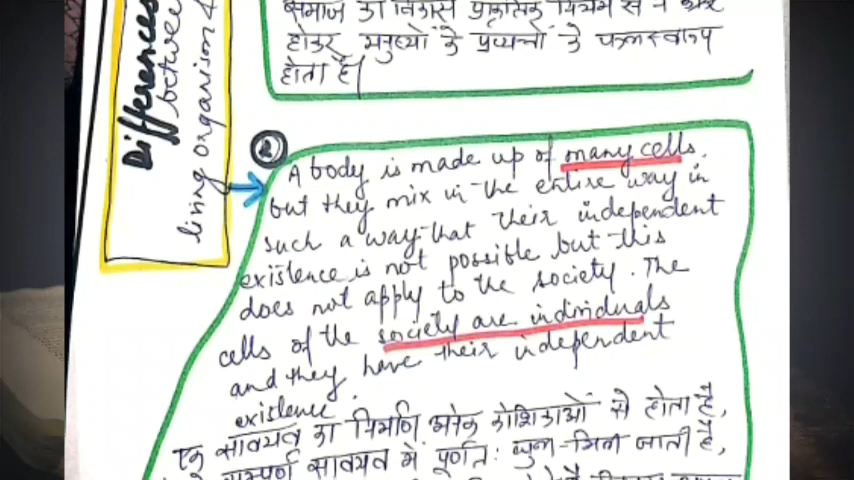 Differences
between
living organism &
समाज का विकास प्राकृतिक नियम से न
होकर मनुष्यों के प्रयत्नों के फलस्वरूप
होता है।
A body is made up of many cells.
but they mix in the entire way in
such a way that their independent
existence is not possible but this
does not apply to the society. The
cells of the society are individuals
and they have their independent
existence.
एक सावयव का निर्माण अनेक कोशिकाओं से होता है,
सम्पूर्ण सावयव में पूर्णत: घुल-मिल जाती है,